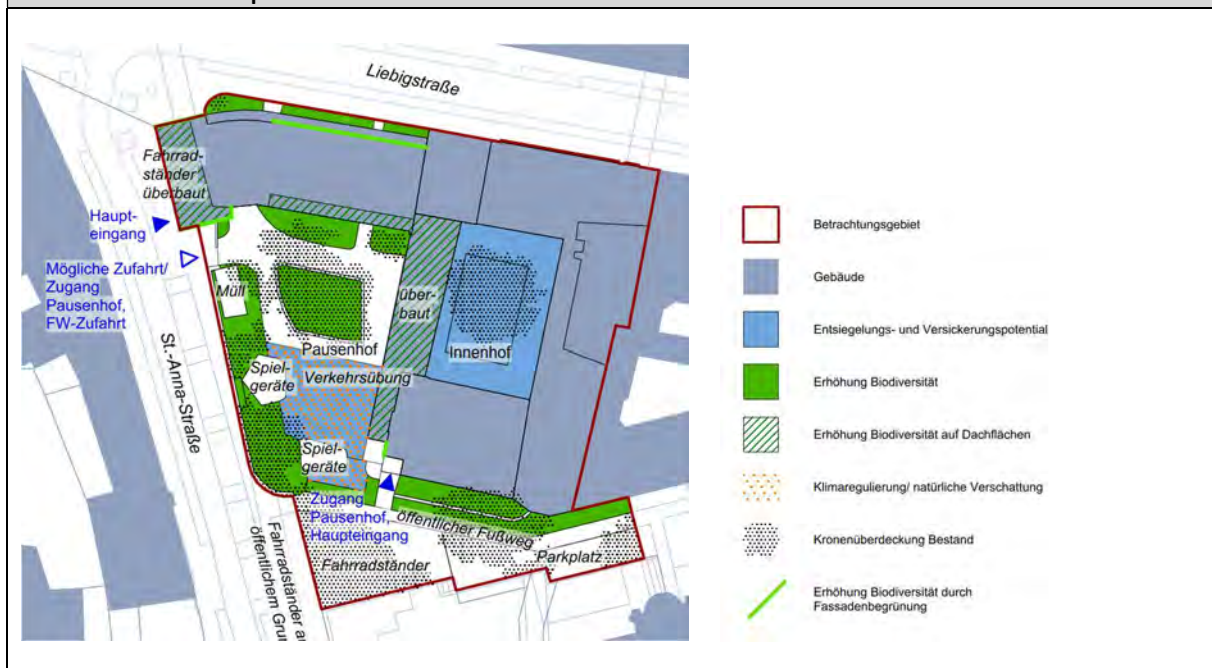 Liebigstraße
Fahrrad-
ständer
überbaut
Haupt-
eingang
Mögliche Zufahrt/
Zugang
Pausenhof,
FW-Zufahrt
Müll
über-
baut
Innenhof
Pausenhof
Spiel-
geräte
Verkehrsübung
St.-Anna-Straße
Spiel-
geräte
Zugang
Pausenhof,
Haupteingang
öffentlicher Fußweg
Parkplatz
Fahrradständer
Fahrradständer
öffentlichem
Betrachtungsgebiet
Gebäude
Entsiegelungs- und Versickerungspotential
Erhöhung Biodiversität
Erhöhung Biodiversität auf Dachflächen
Klimaregulierung/ natürliche Verschattung
Kronenüberdeckung Bestand
Erhöhung Biodiversität durch
Fassadenbegrünung